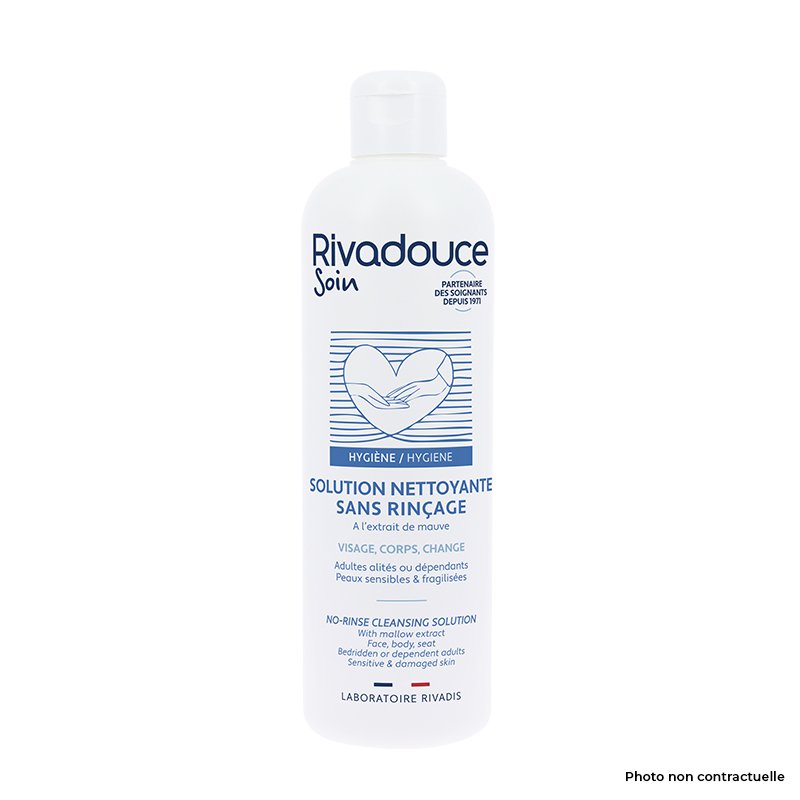 Rivadouce
Soin
PARTENAIRE
DES SOIGNANTS
DEPUIS 1971
HYGIÈNE / HYGIENE
SOLUTION NETTOYANTE
SANS RINÇAGE
A l'extrait de mauve
VISAGE, CORPS, CHANGE
Adultes alités ou dépendants
Peaux sensibles & fragilisées
NO-RINSE CLEANSING SOLUTION
With mallow extract
Face, body, seat
Bedridden or dependent adults
Sensitive & damaged skin
LABORATOIRE RIVADIS
Photo non contractuelle